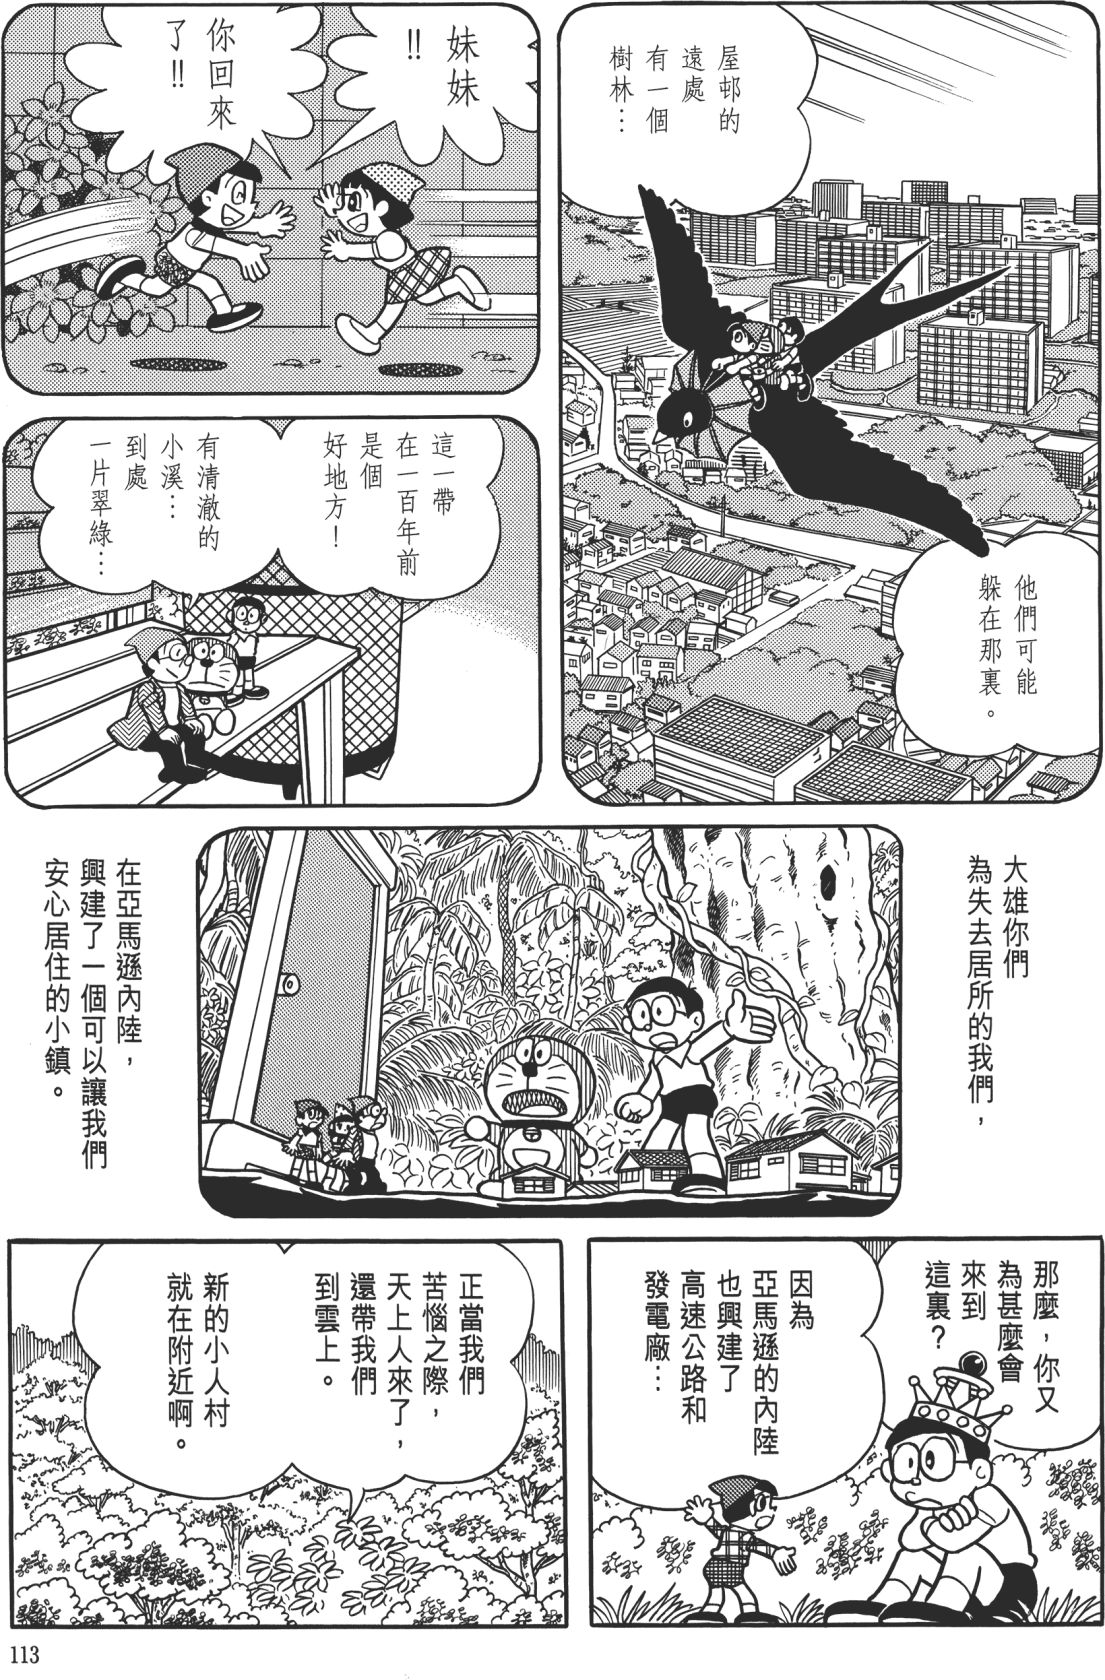 屋邨的
遠處
有一個
樹林…
他們可能
躲在那裏。
妹妹
!!
你回來
了!!
這一帶
在一百年前
是個
好地方！
有清澈的
小溪…
到處
一片翠綠…
大雄你們
為失去居所的我們，
在亞馬遜內陸，
興建了一個可以讓我們
安心居住的小鎮。
那麼，你又
為甚麼會
來到
這裏？
因為
亞馬遜的內陸
也興建了
高速公路和
發電廠…
正當我們
苦惱之際，
天上人來了，
還帶我們
到雲上。
新的小人村
就在附近啊。
113